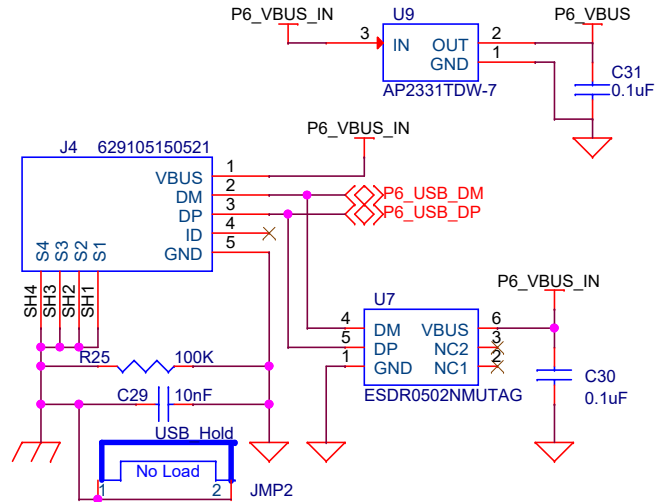 P6_VBUS_IN U9 P6_VBUS
3 IN OUT 2
GND 1
AP2331TDW-7
C31
0.1uF
J4 629105150521
P6_VBUS_IN
VBUS 1
DM 2 P6_USB_DM
DP 3 P6_USB_DP
ID 4
GND 5
S4 S3 S2 S1
SH4 SH3 SH2 SH1
U7 P6_VBUS_IN
4 DM VBUS 6
5 DP NC2 3
1 GND NC1 2
ESDR0502NMUTAG
C30
0.1uF
R25 100K
C29 10nF
USB_Hold
No Load
1 2 JMP2